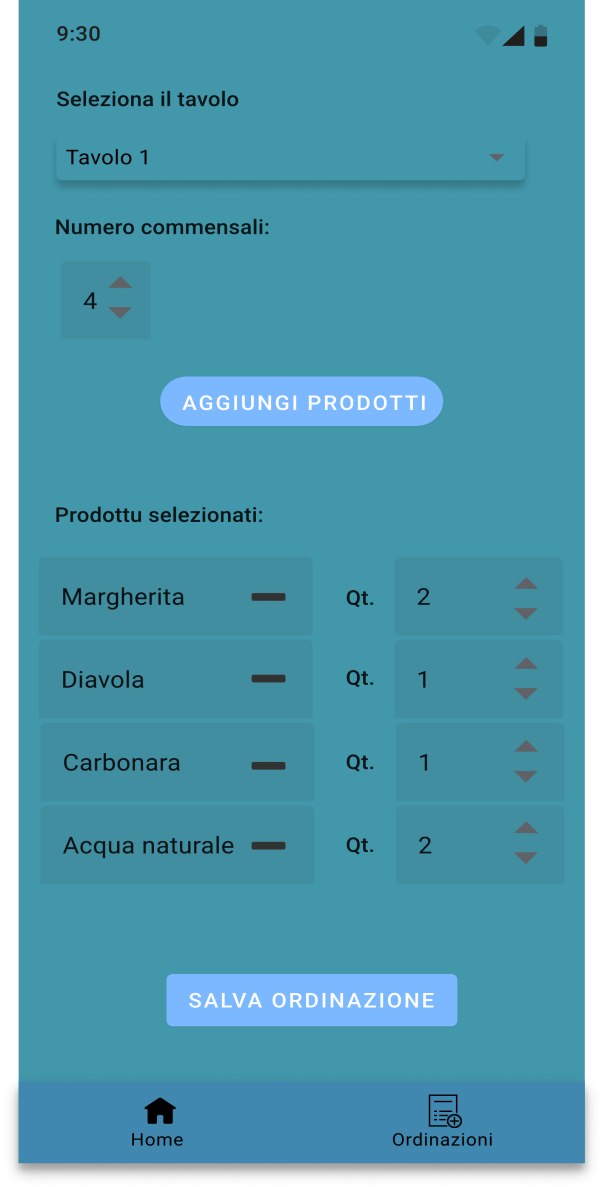 9:30
Seleziona il tavolo
Tavolo 1
Numero commensali:
4
AGGIUNGI PRODOTTI
Prodottu selezionati:
Margherita Qt. 2
Diavola Qt. 1
Carbonara Qt. 1
Acqua naturale Qt. 2
SALVA ORDINAZIONE
Home Ordinazioni